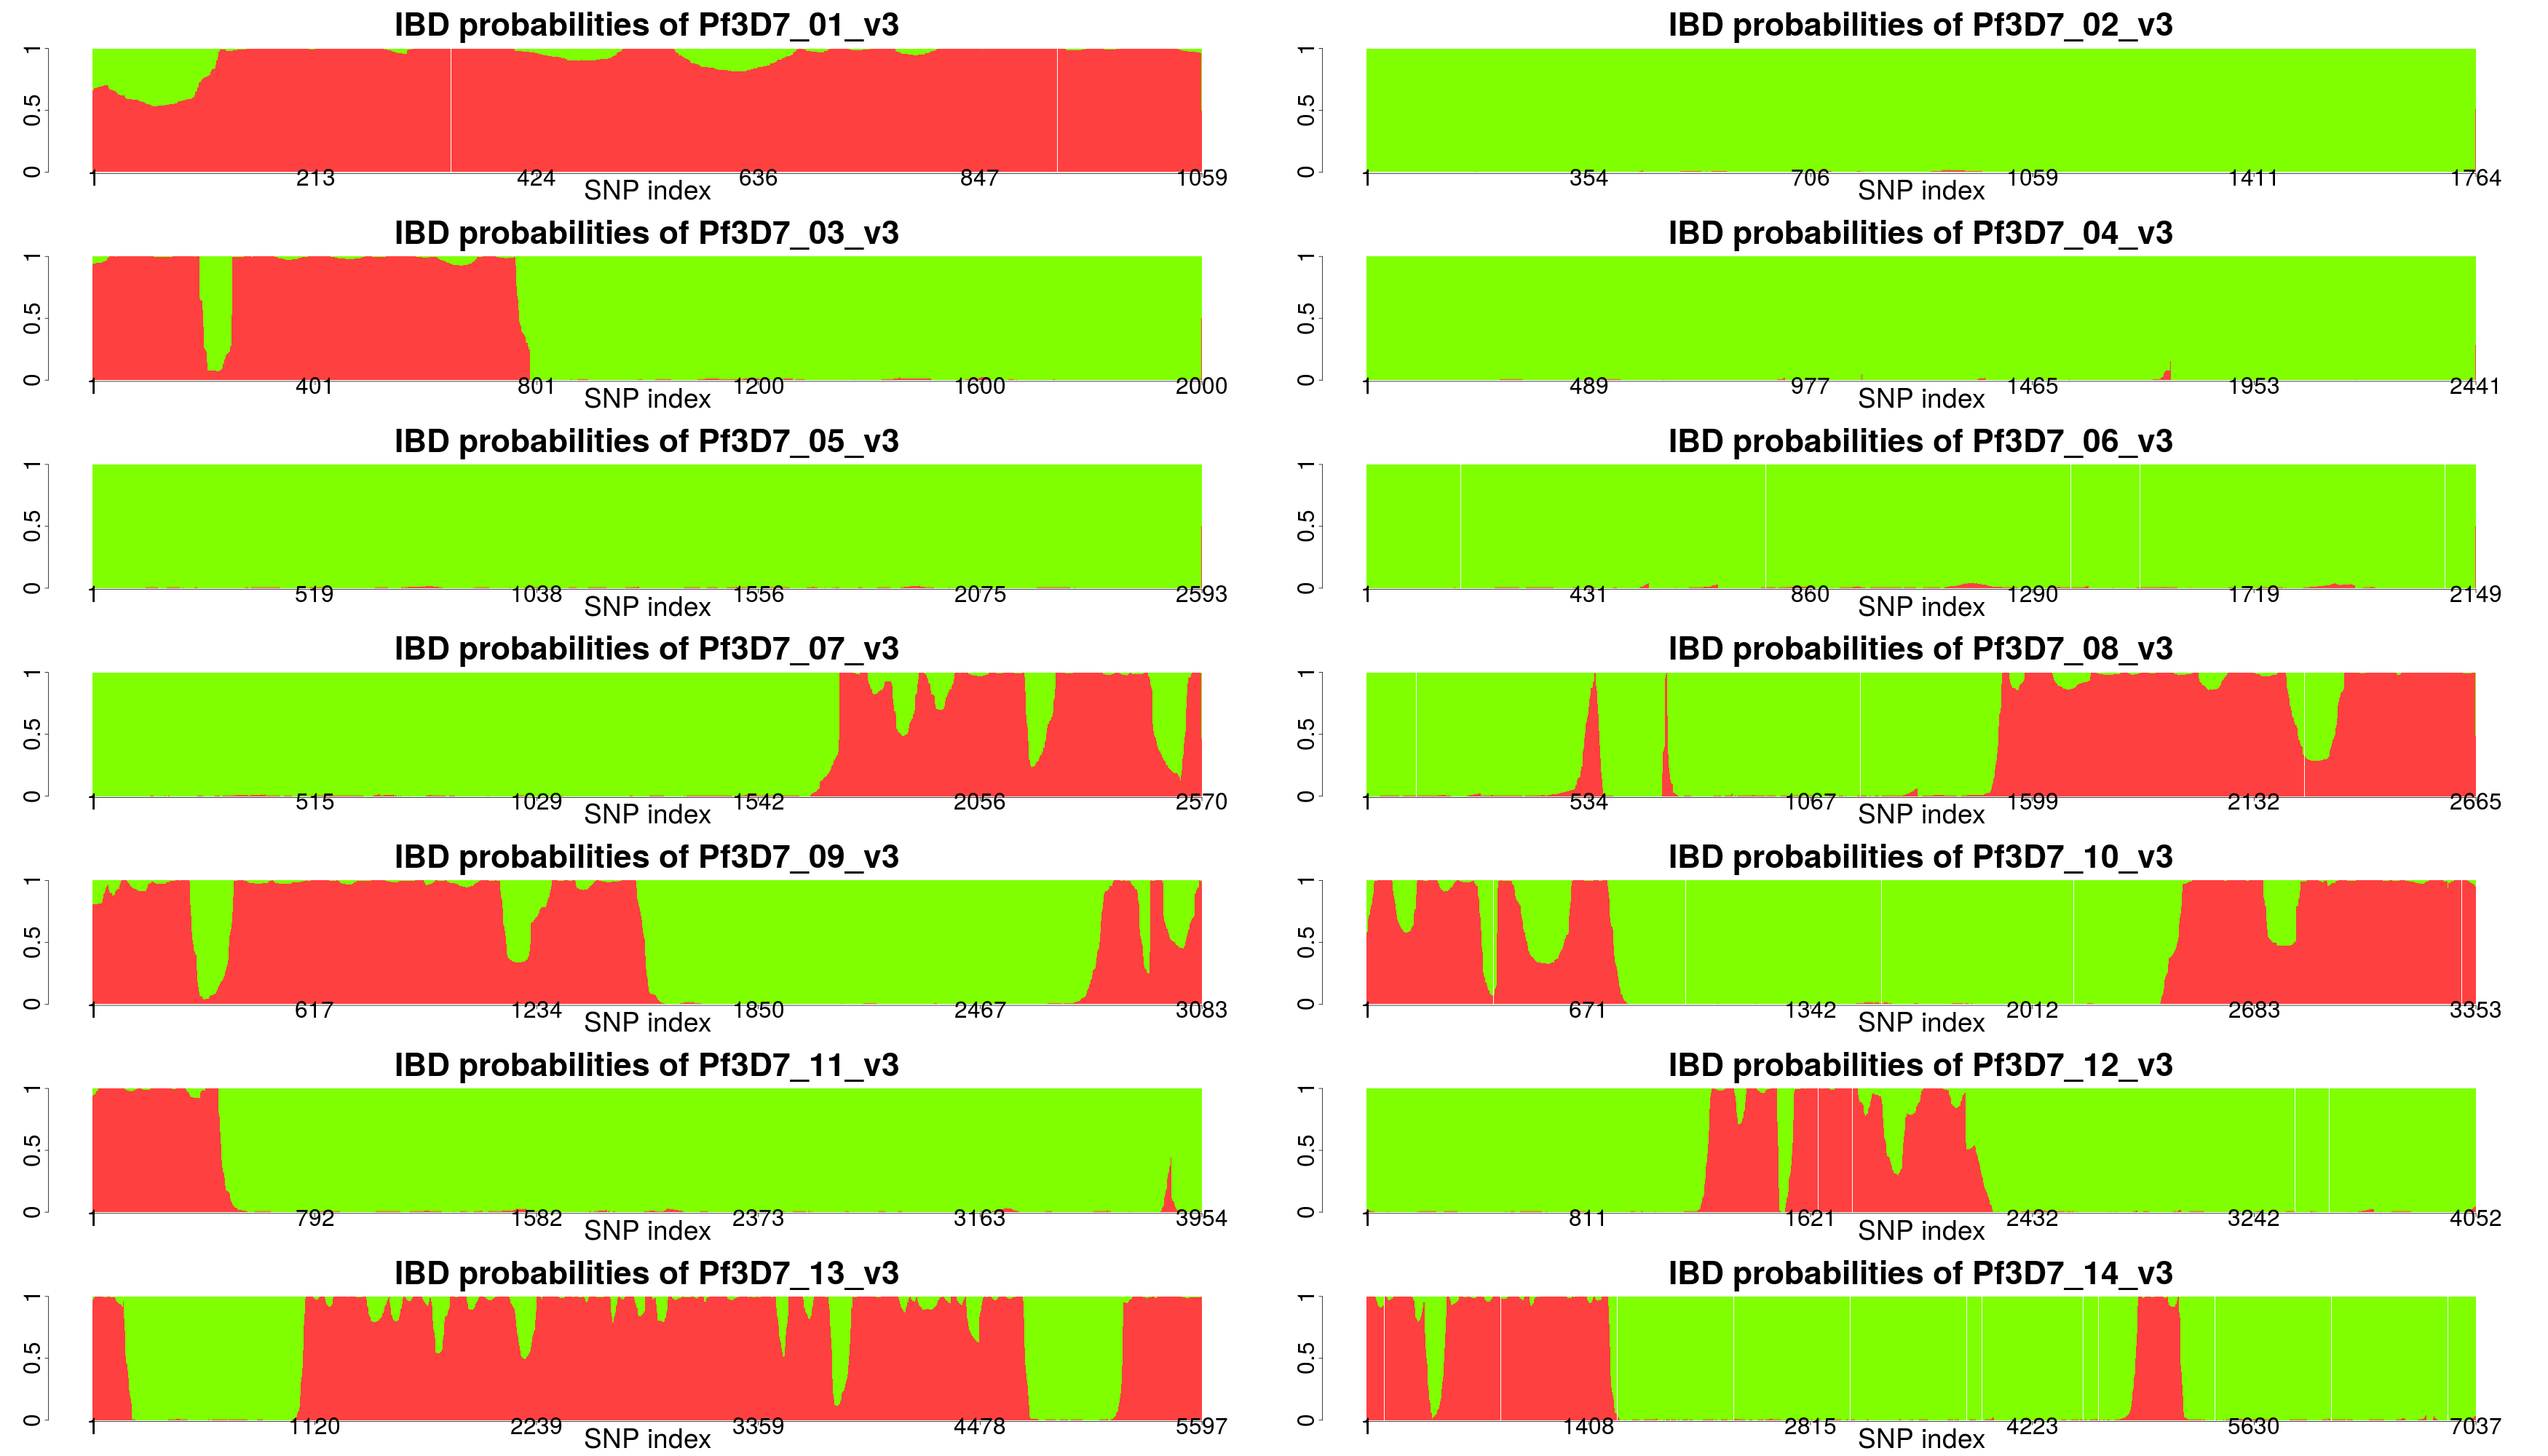 IBD probabilities of Pf3D7_01_v3
0 0.5 1
1 213 424 636 847 1059
SNP index
IBD probabilities of Pf3D7_02_v3
0 0.5 1
1 354 706 1059 1411 1764
SNP index
IBD probabilities of Pf3D7_03_v3
0 0.5 1
1 401 801 1200 1600 2000
SNP index
IBD probabilities of Pf3D7_04_v3
0 0.5 1
1 489 977 1465 1953 2441
SNP index
IBD probabilities of Pf3D7_05_v3
0 0.5 1
1 519 1038 1556 2075 2593
SNP index
IBD probabilities of Pf3D7_06_v3
0 0.5 1
1 431 860 1290 1719 2149
SNP index
IBD probabilities of Pf3D7_07_v3
0 0.5 1
1 515 1029 1542 2056 2570
SNP index
IBD probabilities of Pf3D7_08_v3
0 0.5 1
1 534 1067 1599 2132 2665
SNP index
IBD probabilities of Pf3D7_09_v3
0 0.5 1
1 617 1234 1850 2467 3083
SNP index
IBD probabilities of Pf3D7_10_v3
0 0.5 1
1 671 1342 2012 2683 3353
SNP index
IBD probabilities of Pf3D7_11_v3
0 0.5 1
1 792 1582 2373 3163 3954
SNP index
IBD probabilities of Pf3D7_12_v3
0 0.5 1
1 811 1621 2432 3242 4052
SNP index
IBD probabilities of Pf3D7_13_v3
0 0.5 1
1 1120 2239 3359 4478 5597
SNP index
IBD probabilities of Pf3D7_14_v3
0 0.5 1
1 1408 2815 4223 5630 7037
SNP index